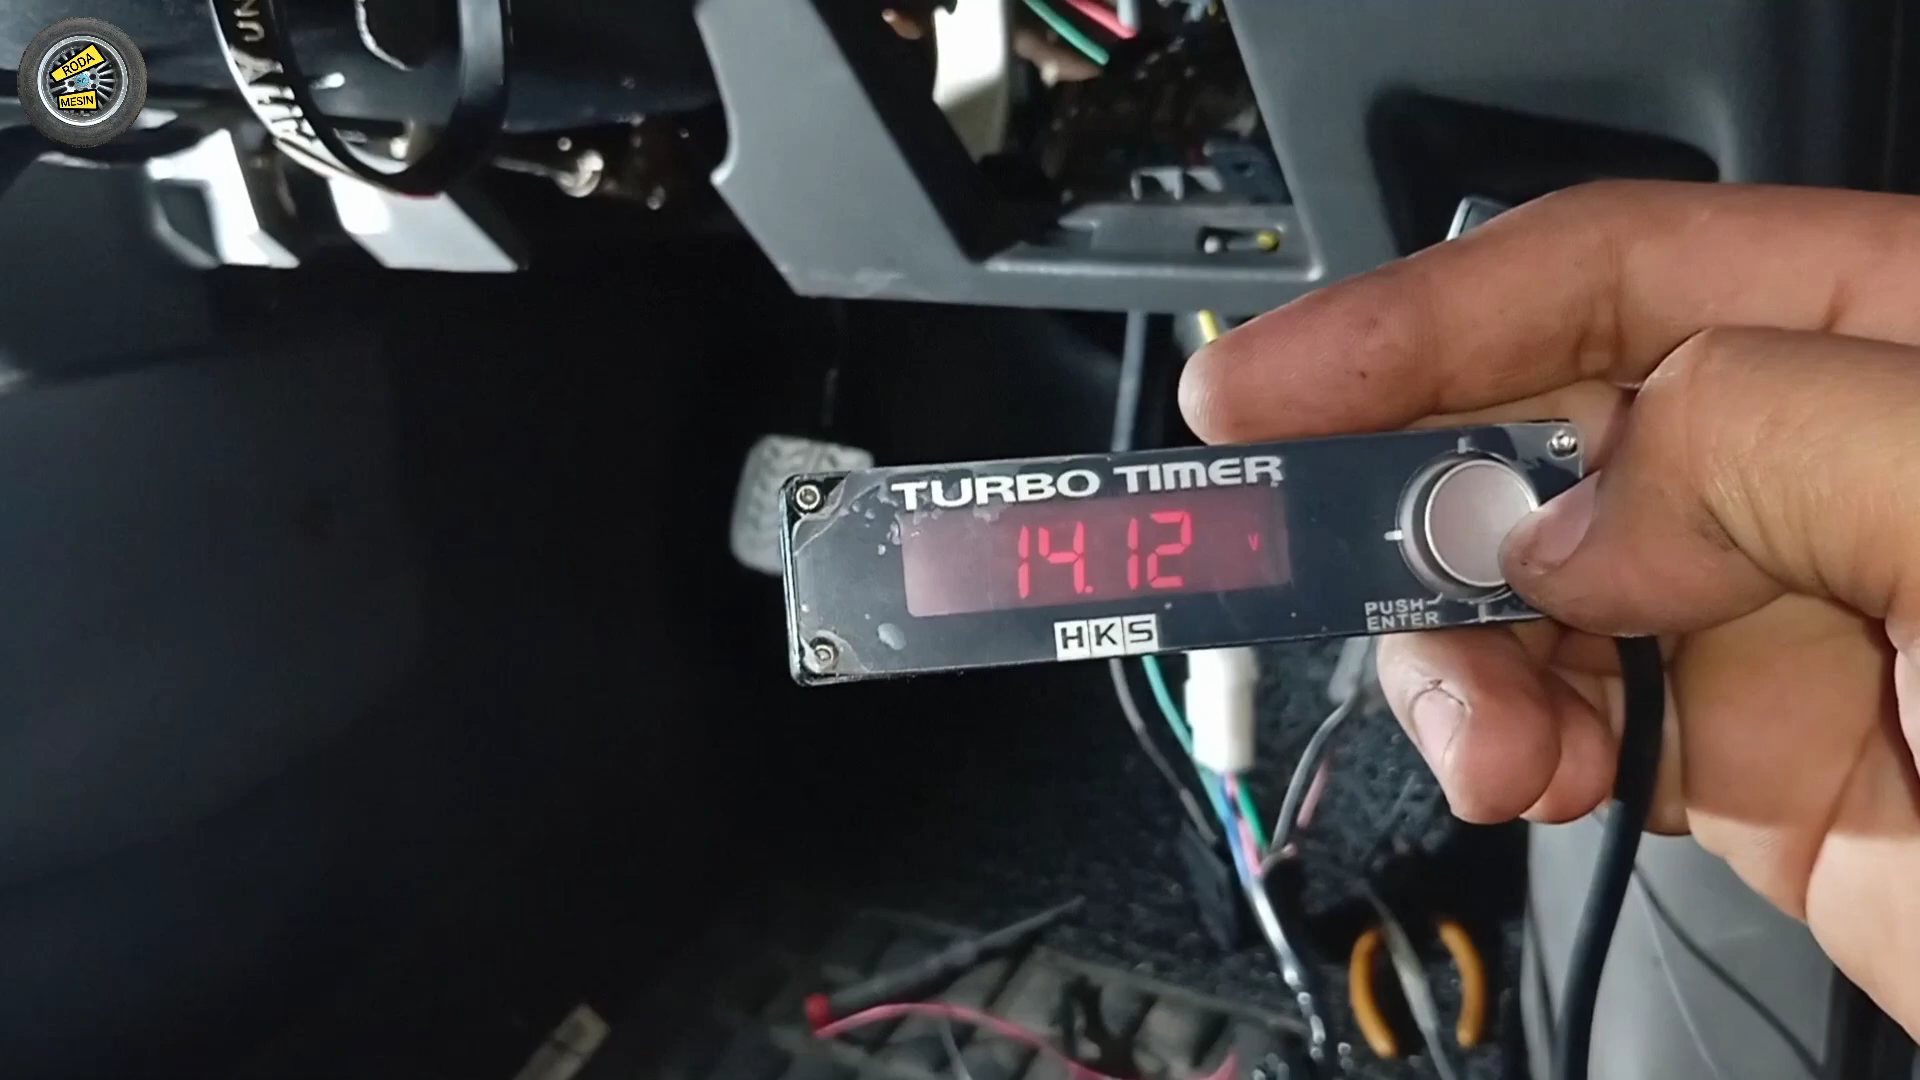 RODA
MESIN
TURBO TIMER
14.12 V
HKS
PUSH-
ENTER